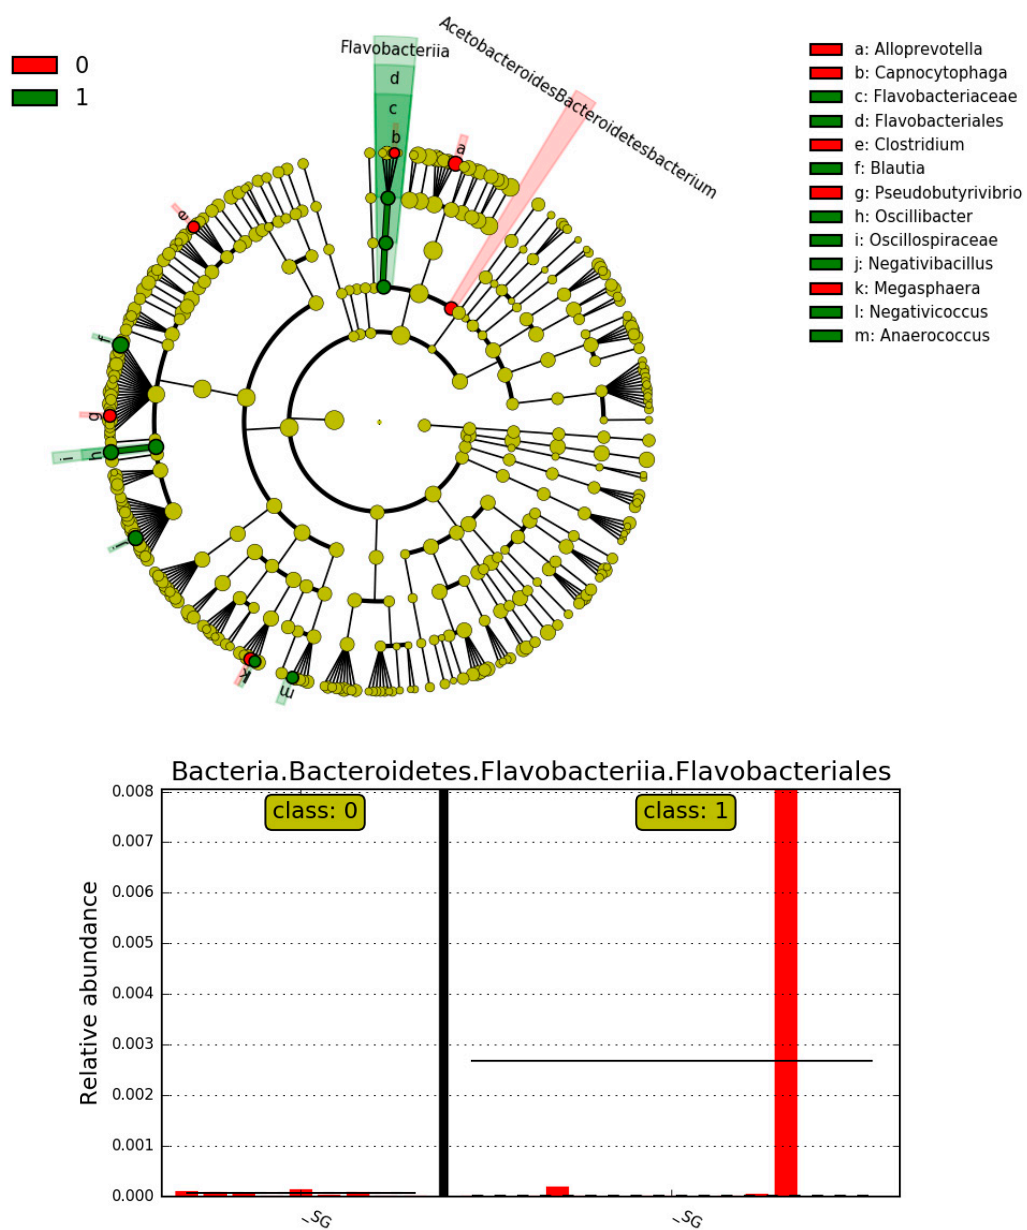 0
1
Flavobacteriia
d
c
b
a
AcetobacteroidesBacteroidetesbacterium
e
f
g
h
i
j
k
l
m
a: Alloprevotella
b: Capnocytophaga
c: Flavobacteriaceae
d: Flavobacteriales
e: Clostridium
f: Blautia
g: Pseudobutyrivibrio
h: Oscillibacter
i: Oscillospiraceae
j: Negativibacillus
k: Megasphaera
l: Negativicoccus
m: Anaerococcus
Bacteria.Bacteroidetes.Flavobacteriia.Flavobacteriales
class: 0
class: 1
Relative abundance
0.008
0.007
0.006
0.005
0.004
0.003
0.002
0.001
0.000
_SG
_SG